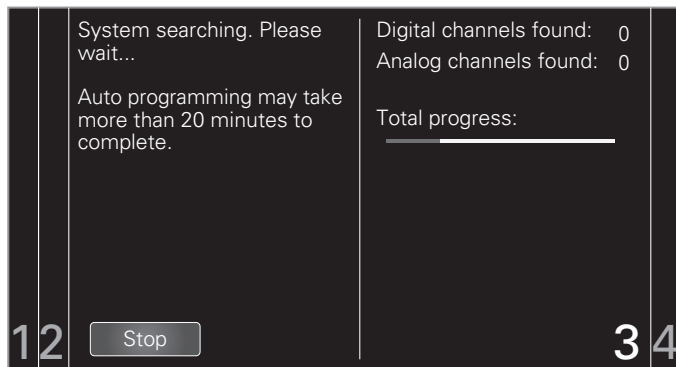 System searching. Please
wait...
Auto programming may take
more than 20 minutes to
complete.
Digital channels found: 0
Analog channels found: 0
Total progress:
Stop
1 2 3 4